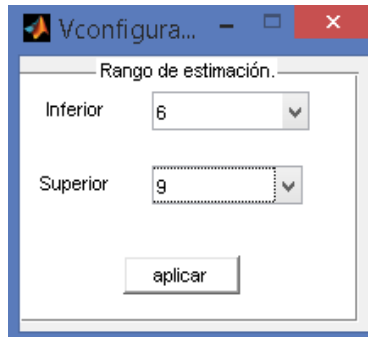 Vconfigura...
Rango de estimación.
Inferior 6
Superior 9
aplicar